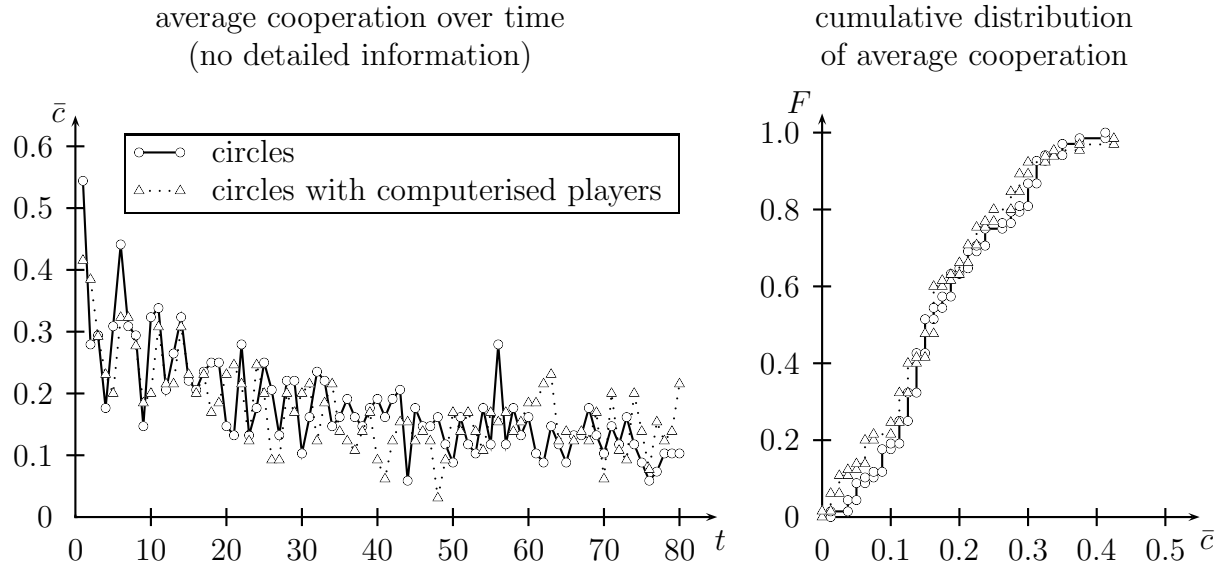 average cooperation over time
(no detailed information)
c̄
0.6
0.5
0.4
0.3
0.2
0.1
0
0 10 20 30 40 50 60 70 80 t
circles
circles with computerised players
cumulative distribution
of average cooperation
F
1.0
0.8
0.6
0.4
0.2
0
0 0.1 0.2 0.3 0.4 0.5 c̄